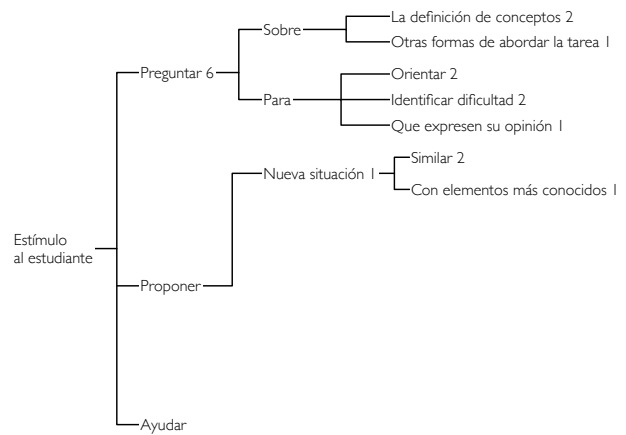 La definición de conceptos 2
Sobre
Otras formas de abordar la tarea 1
Preguntar 6
Orientar 2
Para
Identificar dificultad 2
Que expresen su opinión 1
Similar 2
Nueva situación 1
Con elementos más conocidos 1
Estímulo
al estudiante
Proponer
Ayudar